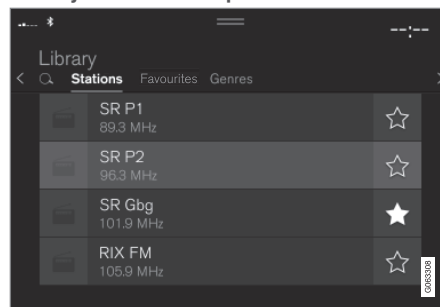 --:--
Library
Stations Favourites Genres
SR P1
89.3 MHz
SR P2
96.3 MHz
SR Gbg
101.9 MHz
RIX FM
105.9 MHz
G063308